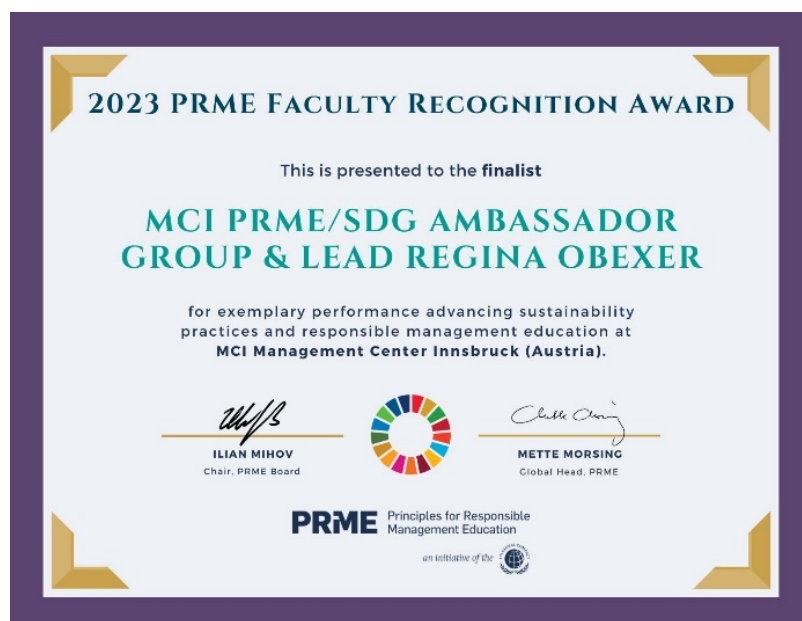 2023 PRME FACULTY RECOGNITION AWARD
This is presented to the finalist
MCI PRME/SDG AMBASSADOR
GROUP & LEAD REGINA OBEXER
for exemplary performance advancing sustainability
practices and responsible management education at
MCI Management Center Innsbruck (Austria).
ILIAN MIHOV
Chair, PRME Board
METTE MORSING
Global Head, PRME
PRME Principles for Responsible
Management Education
an initiative of the